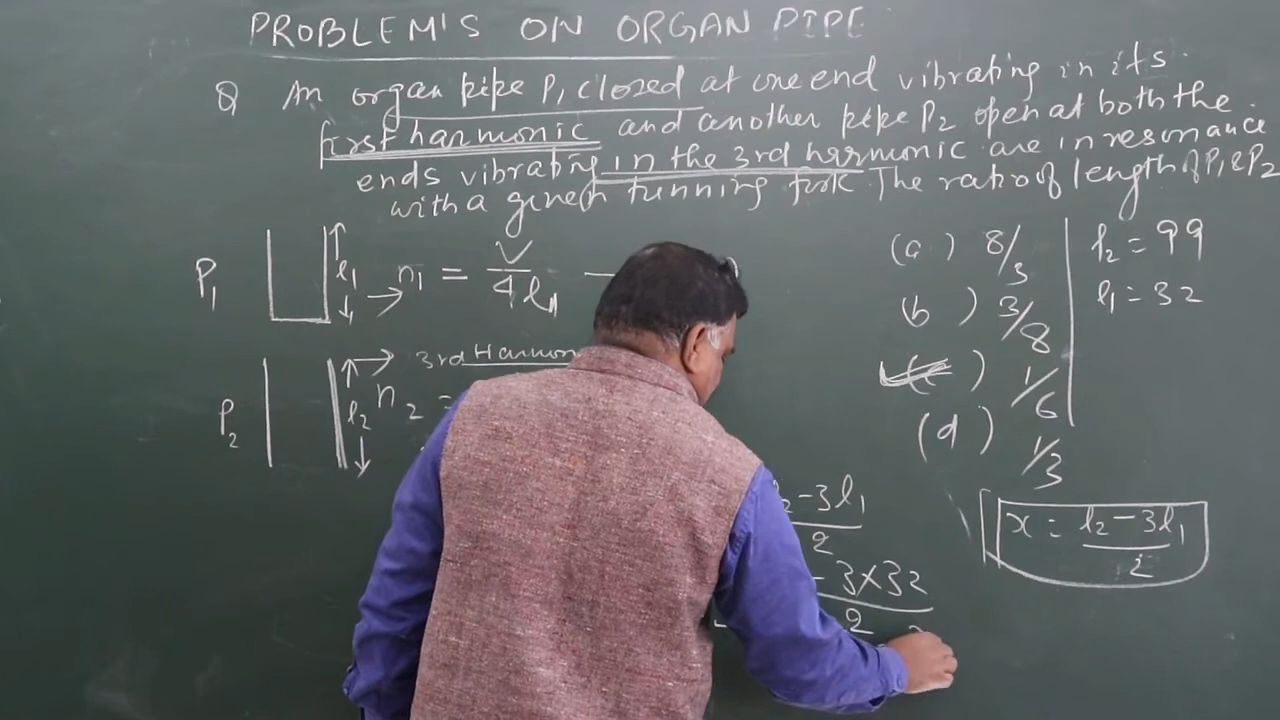 PROBLEM'S ON ORGAN PIPE
Q An organ pipe P1 closed at one end vibrating in its
first harmonic and another pipe P2 open at both the
ends vibrating in the 3rd harmonic are in resonance
with a given tunning fork The ratio of length of P1 & P2
P1 l1 → n1 = V/4l1 —
(a) 8/3
(b) 3/8
(c) 1/6
(d) 1/3
l2 = 99
l1 = 32
P2 l2 → 3rd Harmon
n2 =
2-3l1
2
- 3×32
2
x = l2-3l1/2